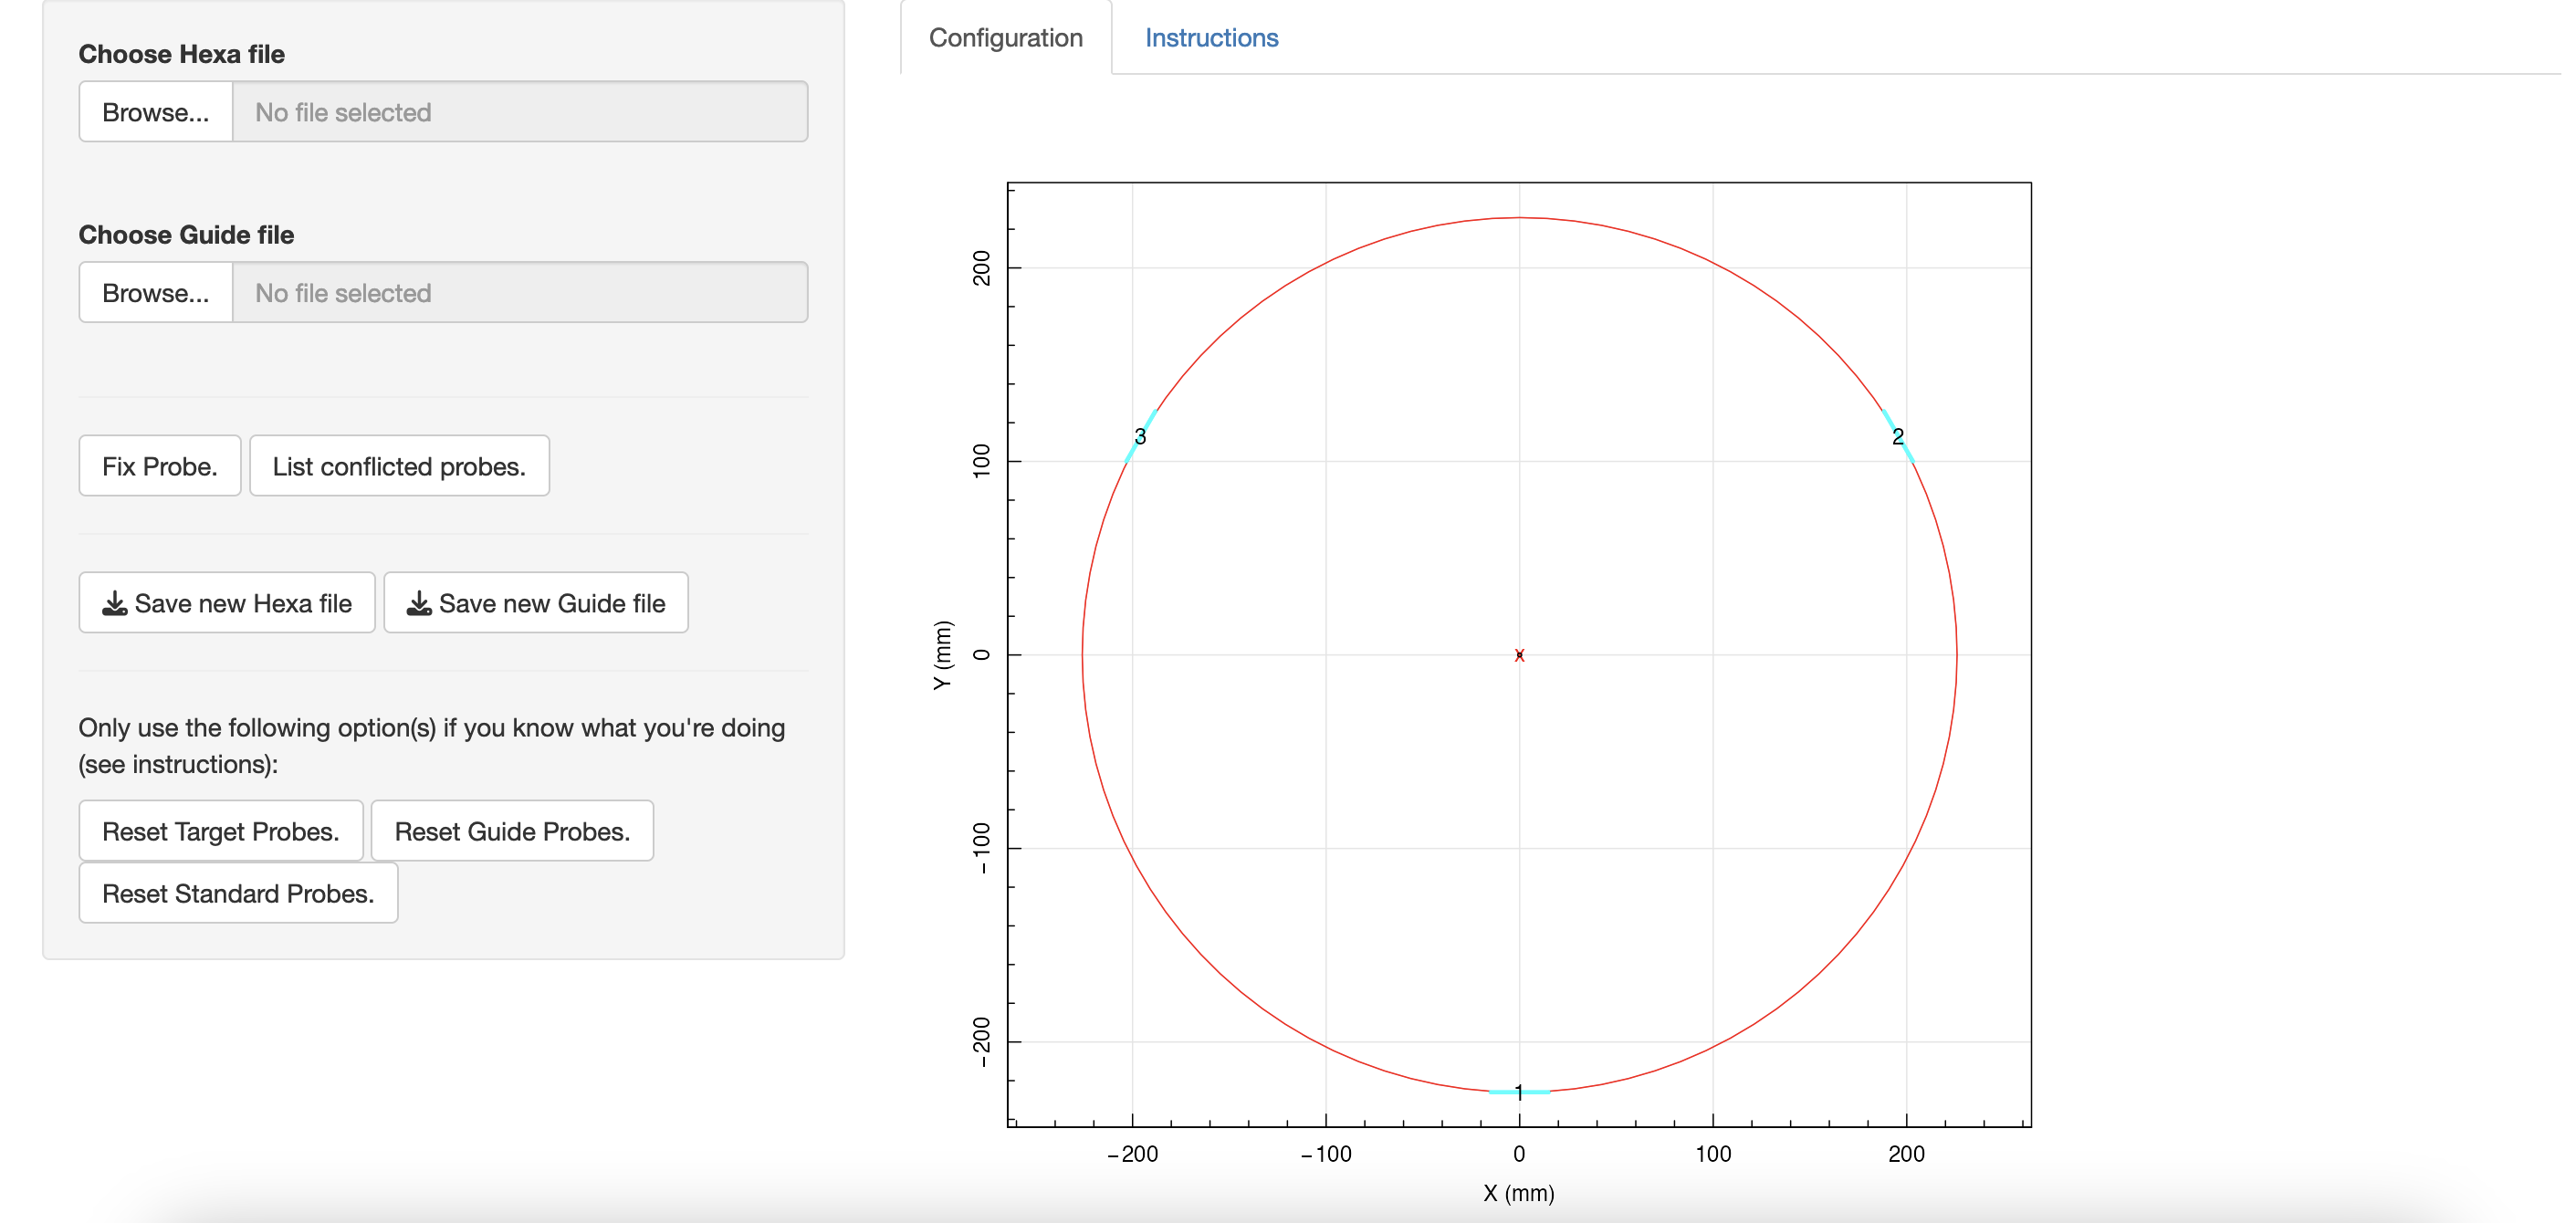 Choose Hexa file
Browse... No file selected
Choose Guide file
Browse... No file selected
Fix Probe. List conflicted probes.
Save new Hexa file Save new Guide file
Only use the following option(s) if you know what you're doing
(see instructions):
Reset Target Probes. Reset Guide Probes.
Reset Standard Probes.
Configuration Instructions
200
100
0
−100
−200
Y (mm)
3
2
x
1
−200 −100 0 100 200
X (mm)